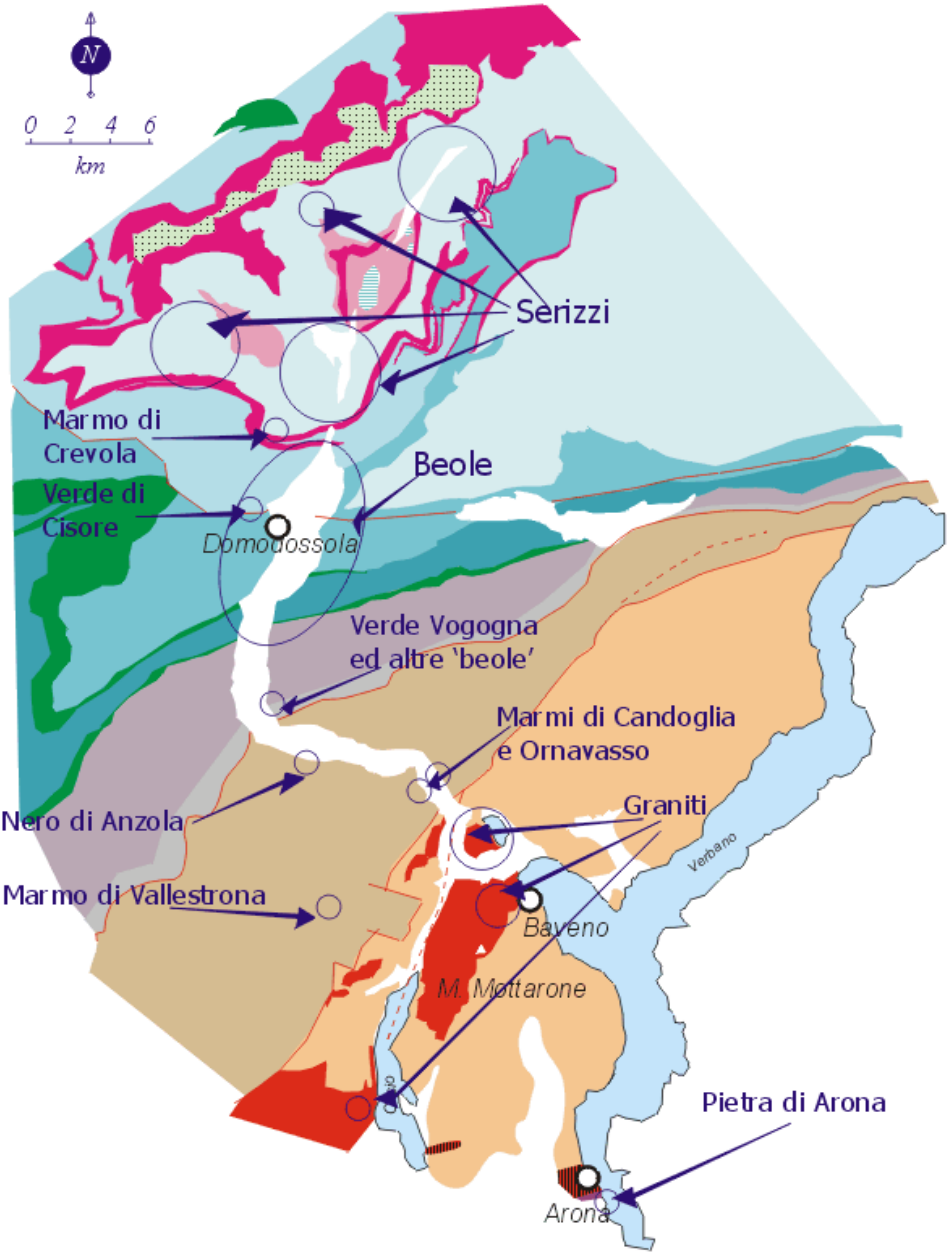 N
0 2 4 6
km
Serizzi
Marmo di
Crevola
Beole
Verde di
Cisore
Domodossola
Verde Vogogna
ed altre ‘beole’
Marmi di Candoglia
e Ornavasso
Graniti
Nero di Anzola
Verbano
Marmo di Vallestrona
Baveno
M. Mottarone
Pietra di Arona
Arona